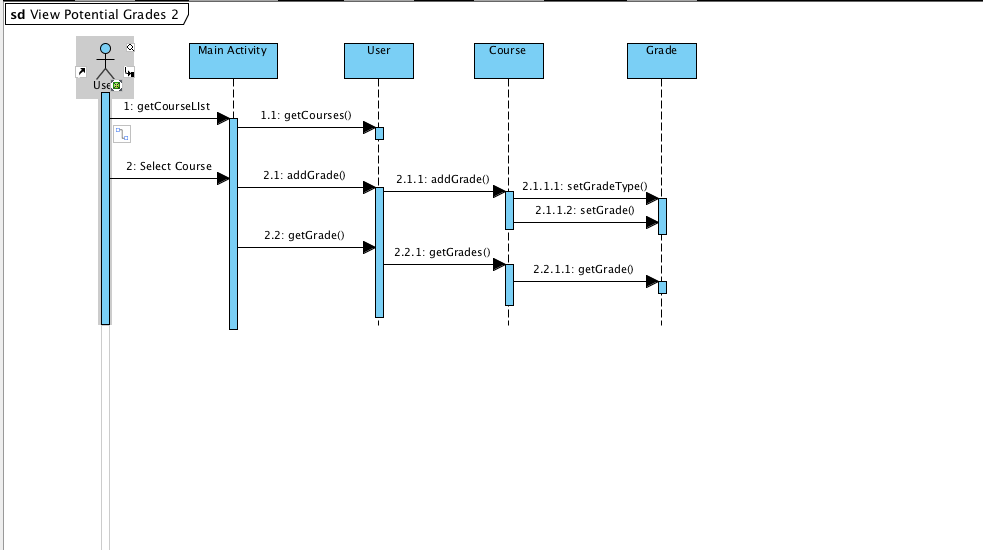 sd View Potential Grades 2
Main Activity
User
Course
Grade
1: getCourseLIst
1.1: getCourses()
2: Select Course
2.1: addGrade()
2.1.1: addGrade()
2.1.1.1: setGradeType()
2.1.1.2: setGrade()
2.2: getGrade()
2.2.1: getGrades()
2.2.1.1: getGrade()